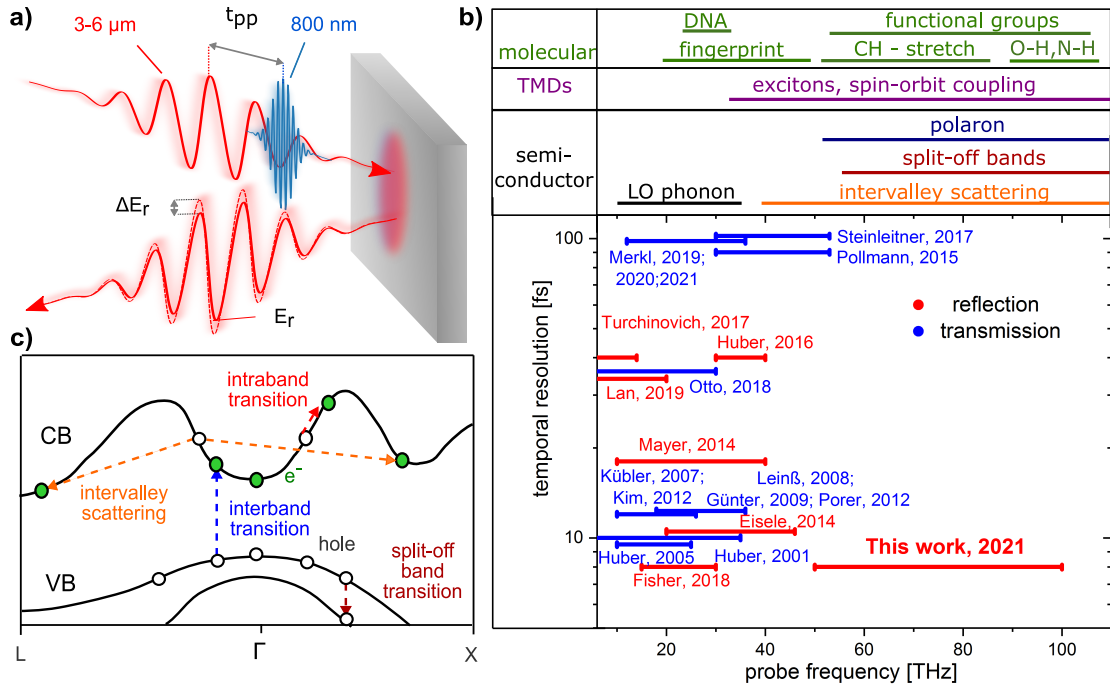 a)
3-6 µm
tpp
800 nm
ΔEr
Er
b)
molecular
DNA
fingerprint
functional groups
CH - stretch
O-H,N-H
TMDs
excitons, spin-orbit coupling
semi-
conductor
polaron
split-off bands
LO phonon
intervalley scattering
temporal resolution [fs]
100
10
Steinleitner, 2017
Merkl, 2019;
2020;2021
Pollmann, 2015
reflection
transmission
Turchinovich, 2017
Huber, 2016
Otto, 2018
Lan, 2019
Mayer, 2014
Kübler, 2007;
Kim, 2012
Leinß, 2008;
Günter, 2009; Porer, 2012
Eisele, 2014
Huber, 2005
Huber, 2001
This work, 2021
Fisher, 2018
20
40
60
80
100
probe frequency [THz]
c)
CB
intraband
transition
e-
intervalley
scattering
interband
transition
hole
split-off
band
transition
VB
L
Γ
X